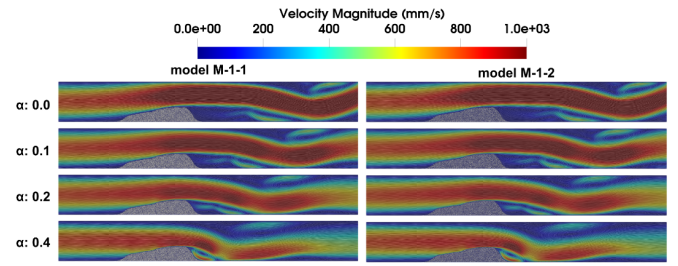 Velocity Magnitude (mm/s)
0.0e+00 200 400 600 800 1.0e+03
model M-1-1 model M-1-2
α: 0.0
α: 0.1
α: 0.2
α: 0.4